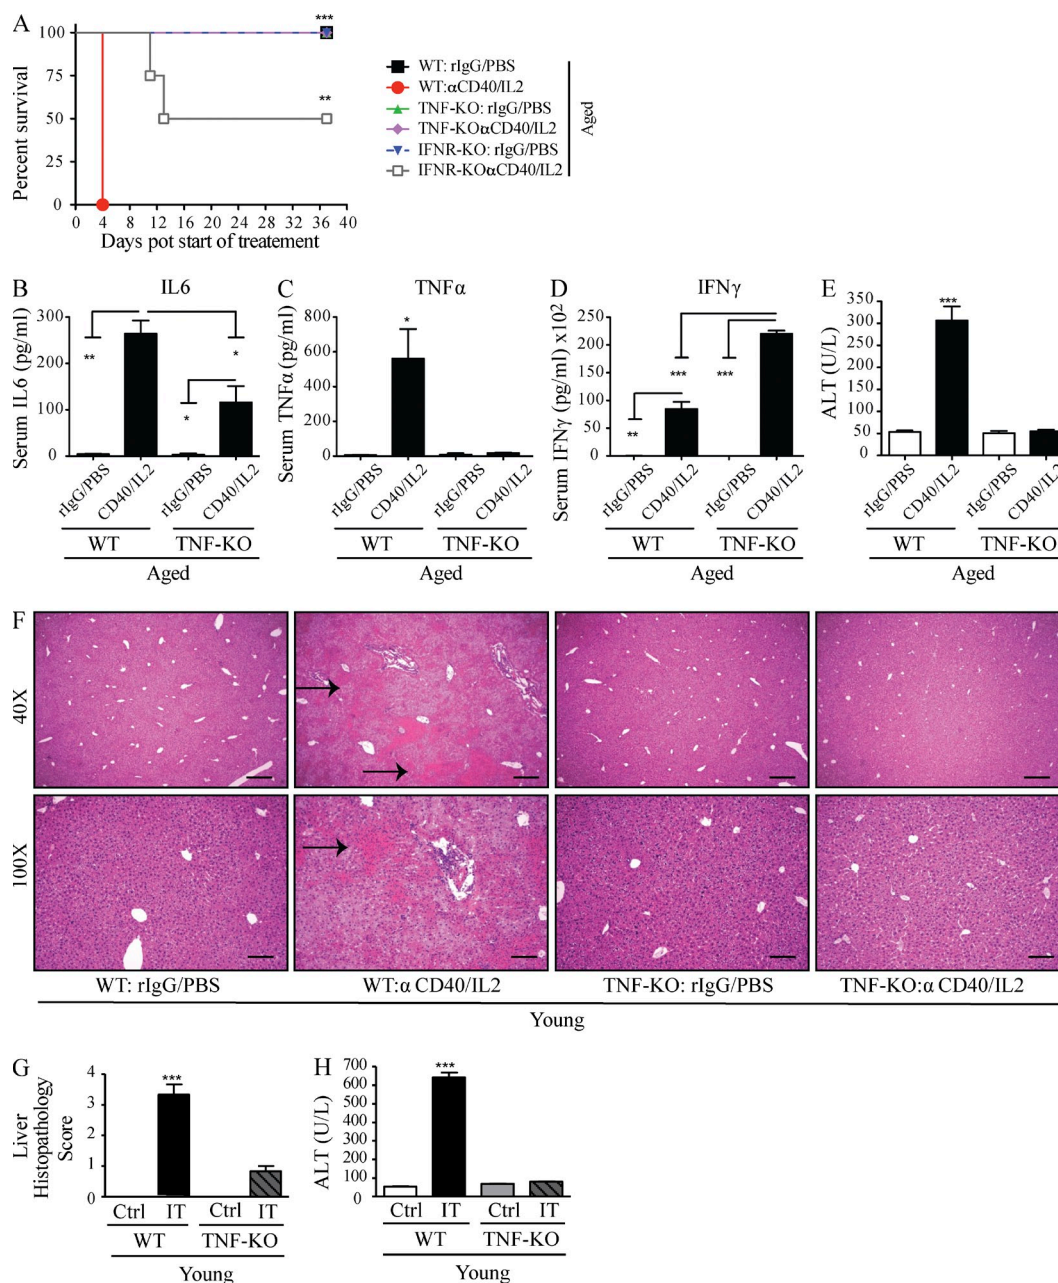 A
***
100
75
50
25
0
**
Percent survival
0 4 8 12 16 20 24 28 32 36 40
Days pot start of treatement
WT: rIgG/PBS
WT:αCD40/IL2
TNF-KO: rIgG/PBS
TNF-KOαCD40/IL2
IFNR-KO: rIgG/PBS
IFNR-KOαCD40/IL2
Aged
B
IL6
Serum IL6 (pg/ml)
300
200
100
0
**
*
*
rIgG/PBS
CD40/IL2
rIgG/PBS
CD40/IL2
WT
TNF-KO
Aged
C
TNFα
Serum TNFα (pg/ml)
800
600
400
200
0
*
rIgG/PBS
CD40/IL2
rIgG/PBS
CD40/IL2
WT
TNF-KO
Aged
D
IFNγ
Serum IFNγ (pg/ml) x10²
250
200
150
100
50
0
**
***
***
rIgG/PBS
CD40/IL2
rIgG/PBS
CD40/IL2
WT
TNF-KO
Aged
E
ALT (U/L)
350
300
250
200
150
100
50
0
***
rIgG/PBS
CD40/IL2
rIgG/PBS
CD40/IL2
WT
TNF-KO
Aged
F
40X
100X
WT: rIgG/PBS
WT:α CD40/IL2
TNF-KO: rIgG/PBS
TNF-KO:α CD40/IL2
Young
G
Liver
Histopathology
Score
4
3
2
1
0
***
Ctrl IT Ctrl IT
WT
TNF-KO
Young
H
ALT (U/L)
700
600
500
400
300
200
100
0
***
Ctrl IT Ctrl IT
WT
TNF-KO
Young